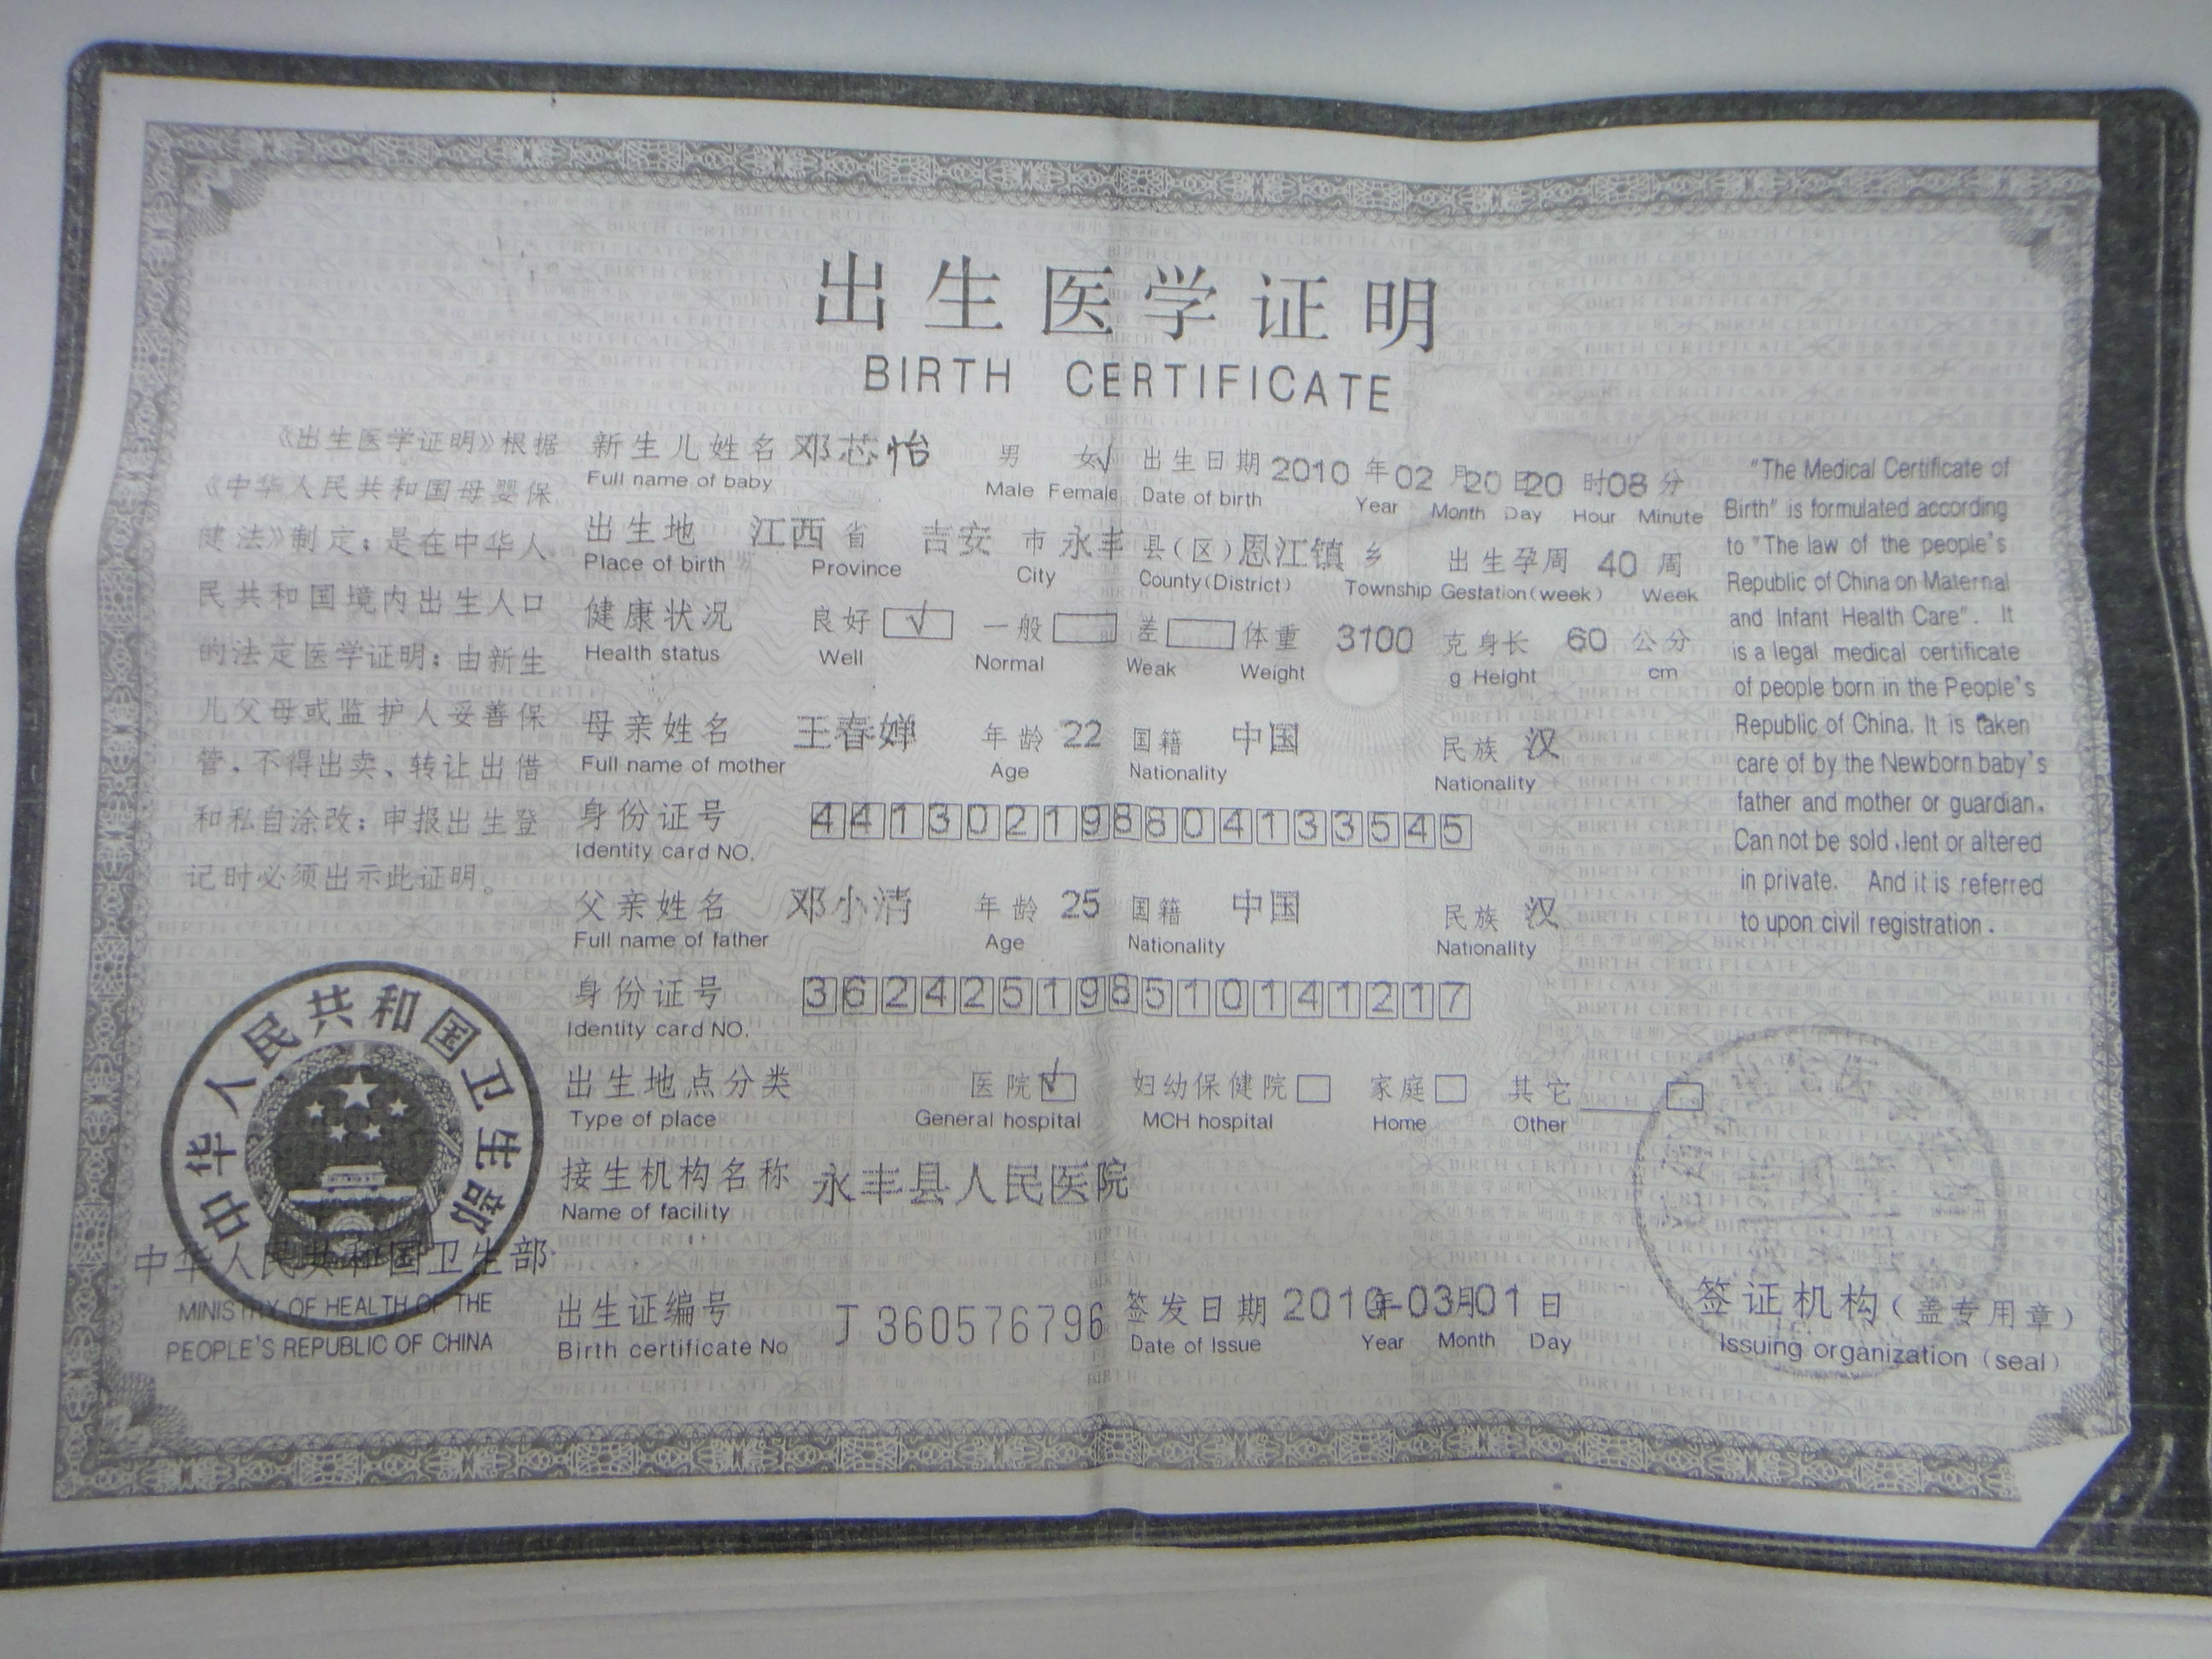 出生医学证明
BIRTH CERTIFICATE
《出生医学证明》根据
《中华人民共和国母婴保
健法》制定；是在中华人
民共和国境内出生人口
的法定医学证明；由新生
儿父母或监护人妥善保
管，不得出卖、转让出借
和私自涂改；申报出生登
记时必须出示此证明。
新生儿姓名 邓芯怡 男 女√ 出生日期 2010 年 02 月 20 日 20 时 08 分
Full name of baby Male Female Date of birth Year Month Day Hour Minute
出生地 江西 省 吉安 市 永丰 县(区) 恩江镇 乡 出生孕周 40 周
Place of birth Province City County(District) Township Gestation(week) Week
健康状况 良好 √ 一般 差 体重 3100 克 身长 60 公分
Health status Well Normal Weak Weight g Height cm
母亲姓名 王春婵 年龄 22 国籍 中国 民族 汉
Full name of mother Age Nationality Nationality
身份证号 441302198804133545
Identity card NO.
父亲姓名 邓小清 年龄 25 国籍 中国 民族 汉
Full name of father Age Nationality Nationality
身份证号 362425198510141217
Identity card NO.
出生地点分类 医院 √ 妇幼保健院 家庭 其它
Type of place General hospital MCH hospital Home Other
接生机构名称 永丰县人民医院
Name of facility
出生证编号 J 360576796 签发日期 2010年-03月01 日
Birth certificate No Date of Issue Year Month Day
"The Medical Certificate of
Birth" is formulated according
to "The law of the people's
Republic of China on Maternal
and Infant Health Care". It
is a legal medical certificate
of people born in the People's
Republic of China. It is taken
care of by the Newborn baby's
father and mother or guardian.
Can not be sold ,lent or altered
in private. And it is referred
to upon civil registration .
中华人民共和国卫生部
中华人民共和国卫生部
MINISTRY OF HEALTH OF THE
PEOPLE'S REPUBLIC OF CHINA
签证机构(盖专用章)
Issuing organization (seal)